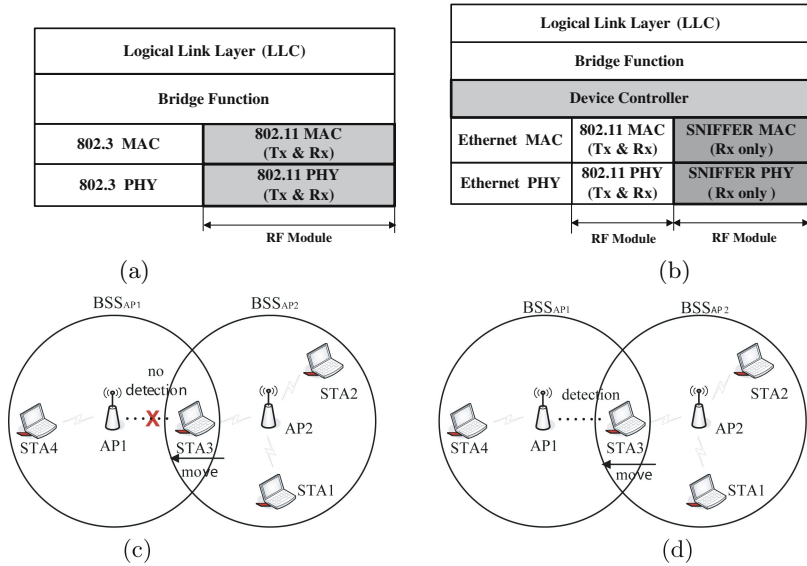 Logical Link Layer (LLC)
Bridge Function
802.3 MAC
802.11 MAC
(Tx & Rx)
802.3 PHY
802.11 PHY
(Tx & Rx)
RF Module
(a)
Logical Link Layer (LLC)
Bridge Function
Device Controller
Ethernet MAC
802.11 MAC
(Tx & Rx)
SNIFFER MAC
(Rx only)
Ethernet PHY
802.11 PHY
(Tx & Rx)
SNIFFER PHY
( Rx only )
RF Module
RF Module
(b)
BSSAP1
BSSAP2
no
detection
X
STA2
STA4
AP1
STA3
AP2
move
STA1
(c)
BSSAP1
BSSAP 2
detection
STA2
STA4
AP1
STA3
AP2
move
STA1
(d)